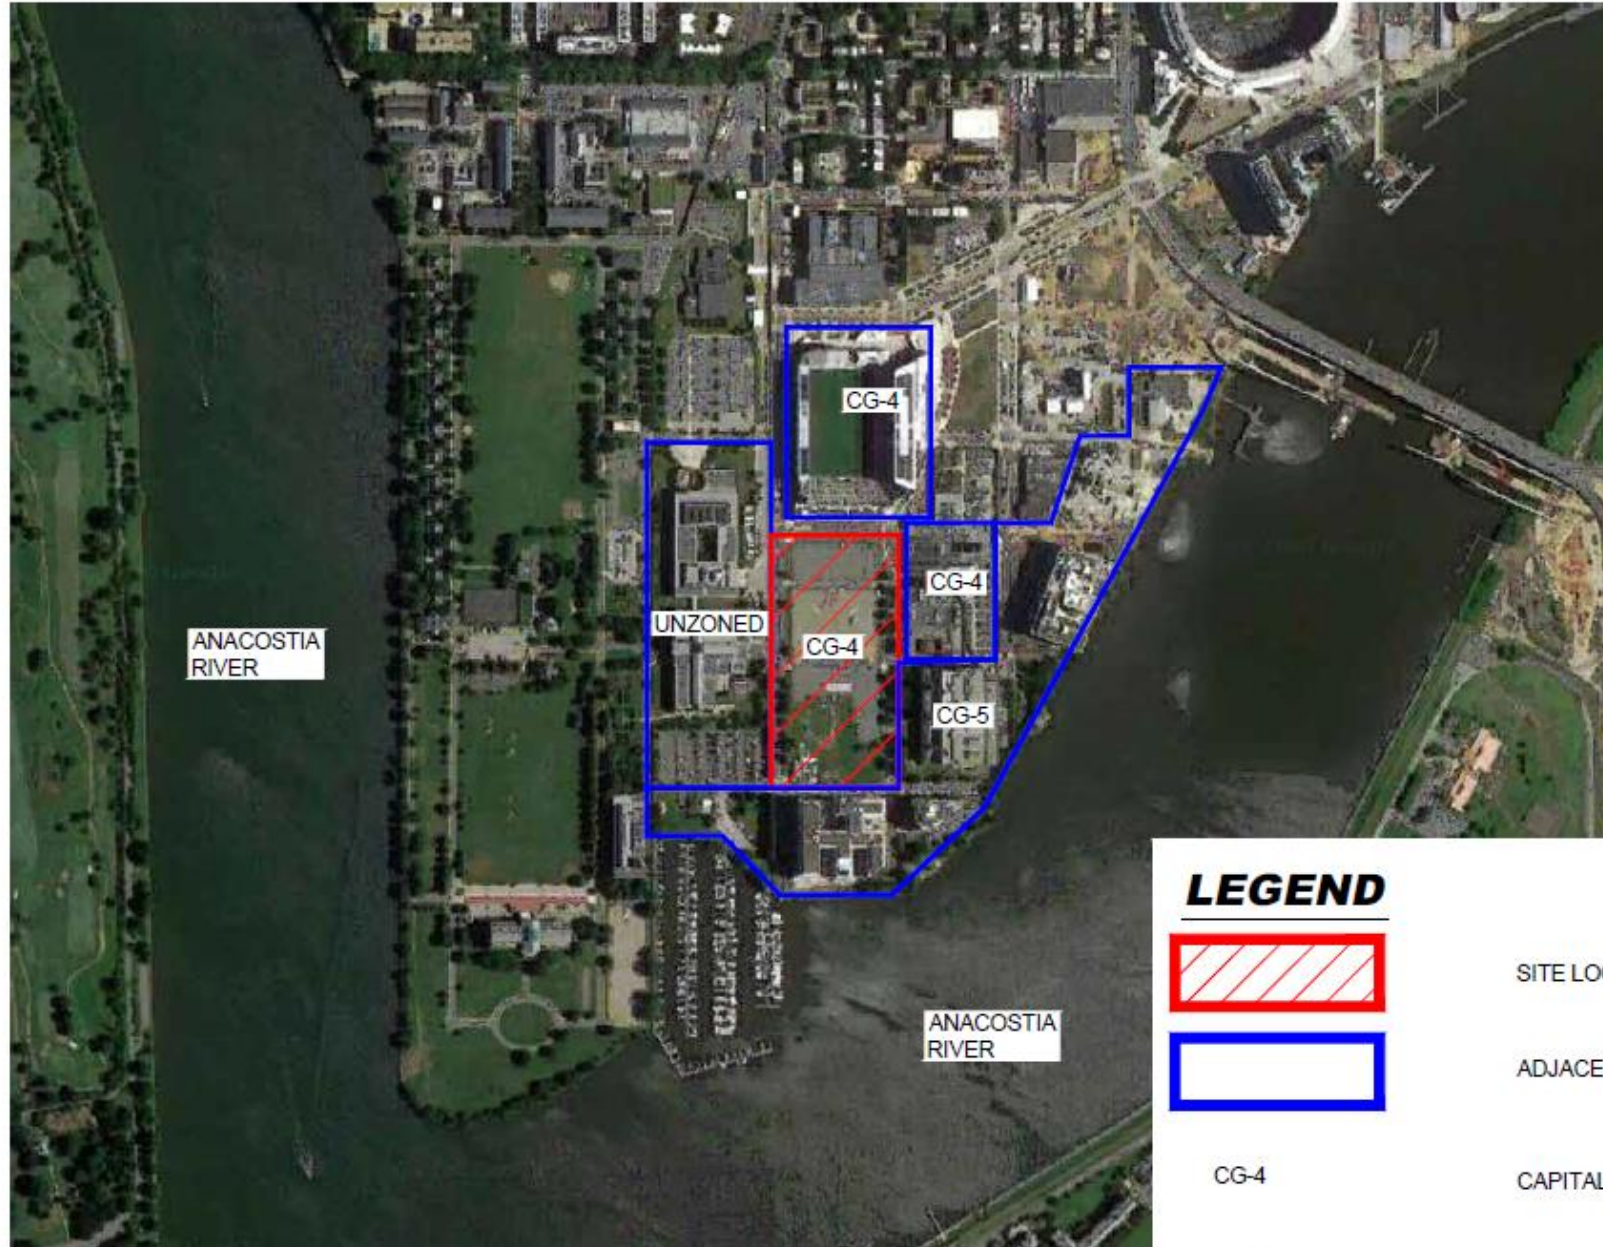 CG-4
UNZONED
CG-4
CG-4
CG-5
ANACOSTIA
RIVER
ANACOSTIA
RIVER
LEGEND
SITE LO
ADJACE
CG-4
CAPITAL